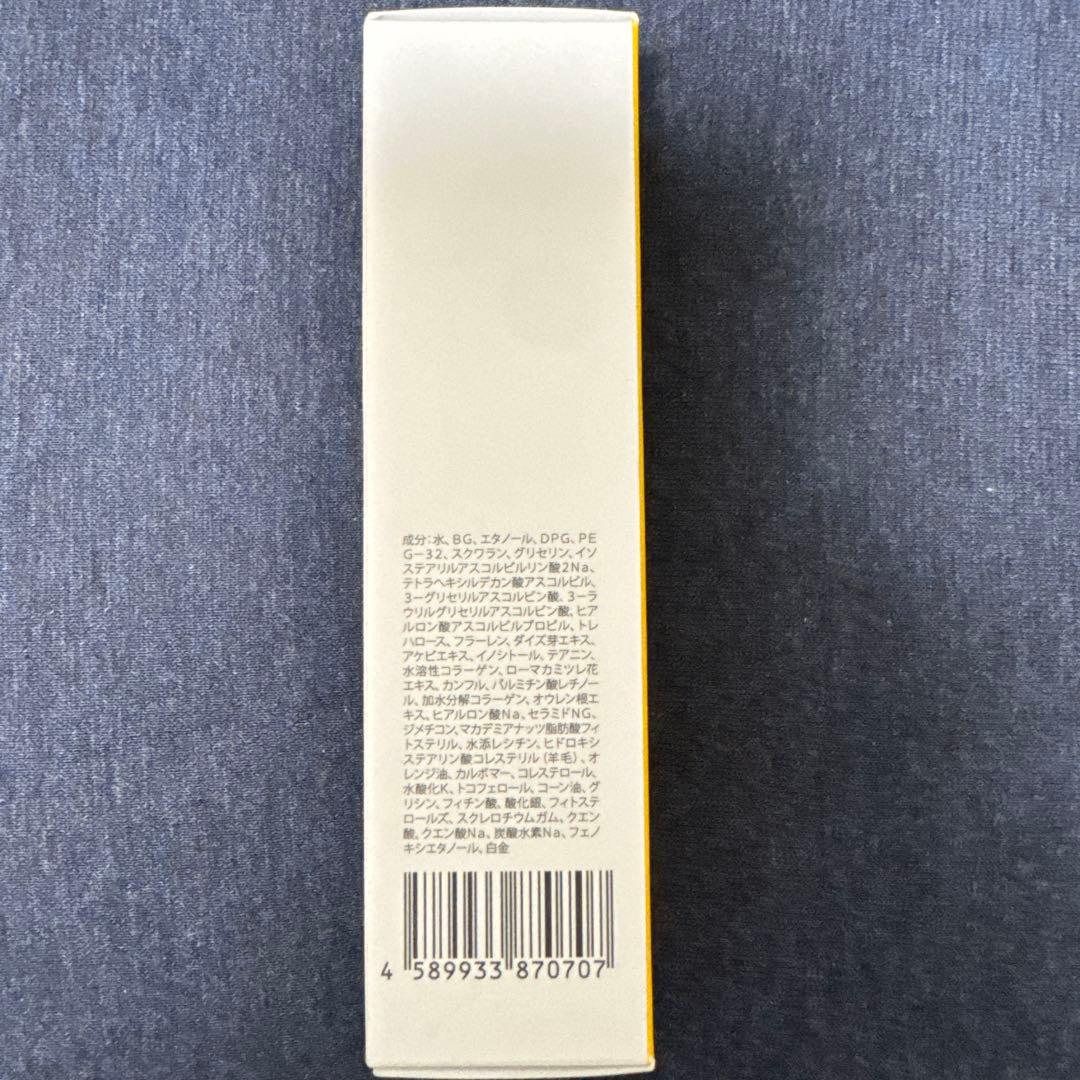 成分：水、BG、エタノール、DPG、PE
G－32、スクワラン、グリセリン、イソ
ステアリルアスコルビルリン酸2Na、
テトラヘキシルデカン酸アスコルビル、
3－グリセリルアスコルビン酸、3－ラ
ウリルグリセリルアスコルビン酸、ヒア
ルロン酸アスコルビルプロピル、トレ
ハロース、フラーレン、ダイズ芽エキス、
アケビエキス、イノシトール、テアニン、
水溶性コラーゲン、ローマカミツレ花
エキス、カンフル、パルミチン酸レチノー
ル、加水分解コラーゲン、オウレン根エ
キス、ヒアルロン酸Na、セラミドNG、
ジメチコン、マカデミアナッツ脂肪酸フィ
トステリル、水添レシチン、ヒドロキシ
ステアリン酸コレステリル（羊毛）、オ
レンジ油、カルボマー、コレステロール、
水酸化K、トコフェロール、コーン油、グ
リシン、フィチン酸、酸化銀、フィトステ
ロールズ、スクレロチウムガム、クエン
酸、クエン酸Na、炭酸水素Na、フェノ
キシエタノール、白金
4 589933 870707